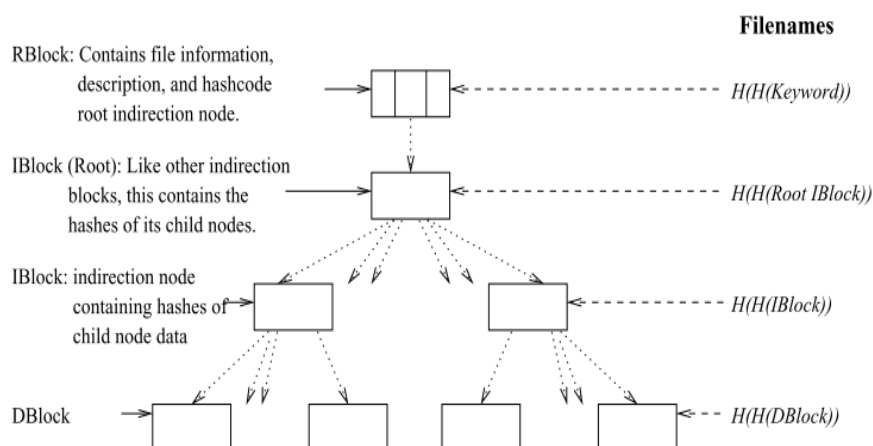 Filenames
RBlock: Contains file information,
description, and hashcode
root indirection node.
H(H(Keyword))
IBlock (Root): Like other indirection
blocks, this contains the
hashes of its child nodes.
H(H(Root IBlock))
IBlock: indirection node
containing hashes of
child node data
H(H(IBlock))
DBlock
H(H(DBlock))